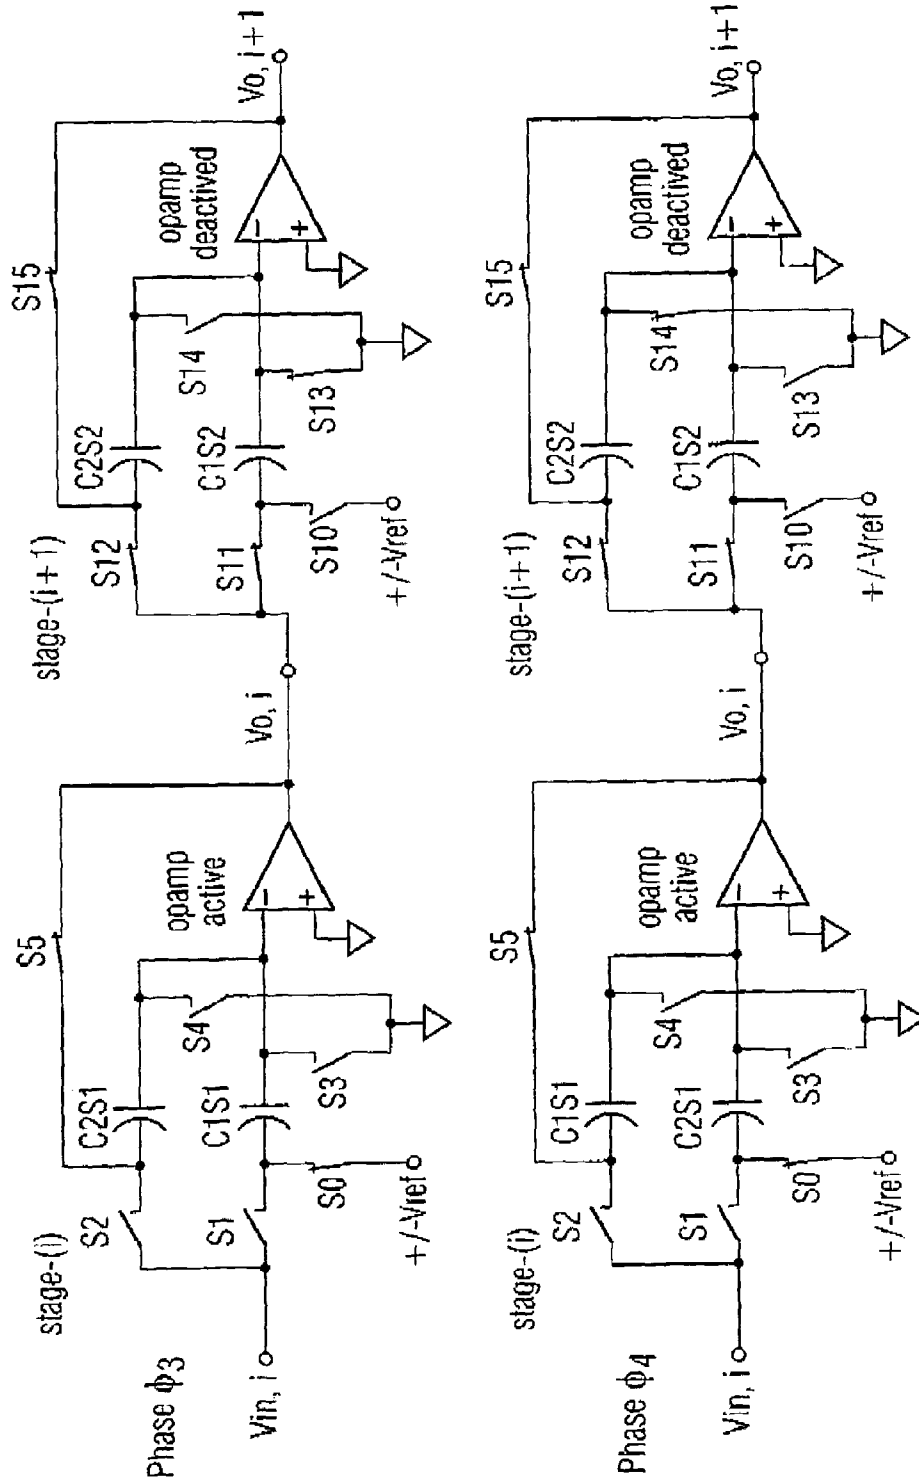 Phase ϕ3
stage-(i)
Vin, i
S2
S1
S0
+/-Vref
C2S1
C1S1
S3
S4
S5
opamp
active
Vo, i
stage-(i+1)
S12
S11
S10
+/-Vref
C2S2
C1S2
S13
S14
S15
opamp
deactived
Vo, i+1
−
+
−
+
Phase ϕ4
stage-(i)
Vin, i
S2
S1
S0
+/-Vref
C1S1
C2S1
S3
S4
S5
opamp
active
Vo, i
stage-(i+1)
S12
S11
S10
+/-Vref
C2S2
C1S2
S13
S14
S15
opamp
deactived
Vo, i+1
−
+
−
+